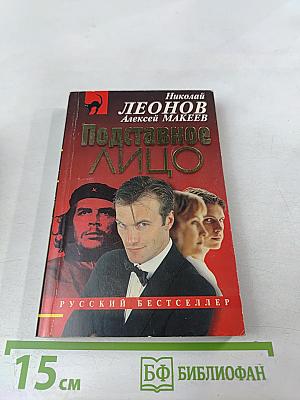 Николай
ЛЕОНОВ
Алексей МАКЕЕВ
Подставное
ЛИЦО
РУССКИЙ БЕСТСЕЛЛЕР
15 см
БФ БИБЛИОФАН